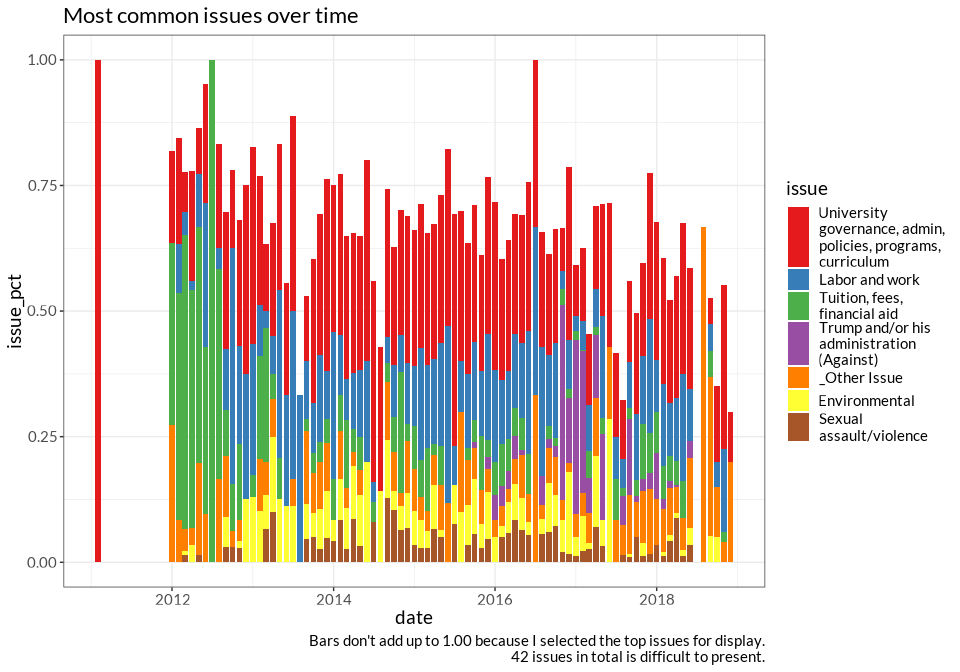 Most common issues over time
1.00
0.75
0.50
0.25
0.00
issue_pct
2012
2014
2016
2018
date
issue
University
governance, admin,
policies, programs,
curriculum
Labor and work
Tuition, fees,
financial aid
Trump and/or his
administration
(Against)
_Other Issue
Environmental
Sexual
assault/violence
Bars don't add up to 1.00 because I selected the top issues for display.
42 issues in total is difficult to present.